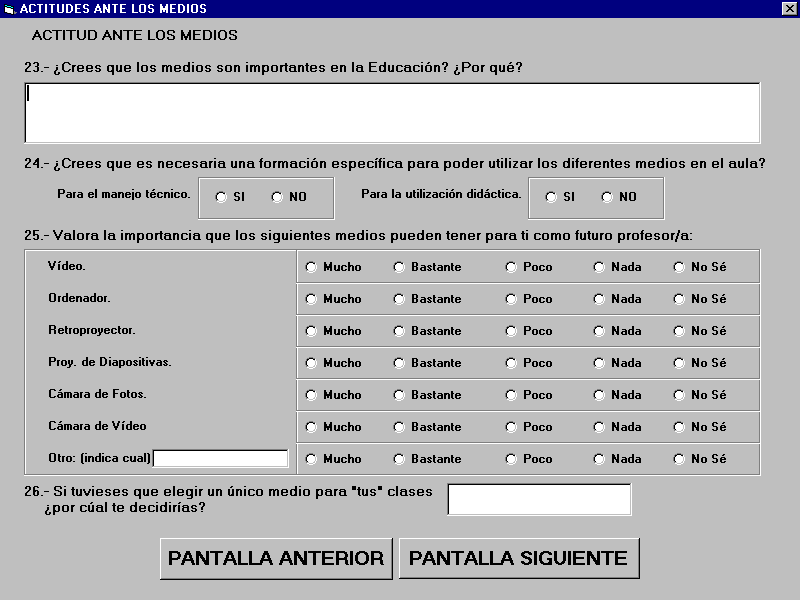 ACTITUDES ANTE LOS MEDIOS
ACTITUD ANTE LOS MEDIOS
23.- ¿Crees que los medios son importantes en la Educación? ¿Por qué?
24.- ¿Crees que es necesaria una formación específica para poder utilizar los diferentes medios en el aula?
Para el manejo técnico. SI NO Para la utilización didáctica. SI NO
25.- Valora la importancia que los siguientes medios pueden tener para ti como futuro profesor/a:
Vídeo. Mucho Bastante Poco Nada No Sé
Ordenador. Mucho Bastante Poco Nada No Sé
Retroproyector. Mucho Bastante Poco Nada No Sé
Proy. de Diapositivas. Mucho Bastante Poco Nada No Sé
Cámara de Fotos. Mucho Bastante Poco Nada No Sé
Cámara de Vídeo Mucho Bastante Poco Nada No Sé
Otro: (indica cual) Mucho Bastante Poco Nada No Sé
26.- Si tuvieses que elegir un único medio para "tus" clases
¿por cúal te decidirías?
PANTALLA ANTERIOR PANTALLA SIGUIENTE